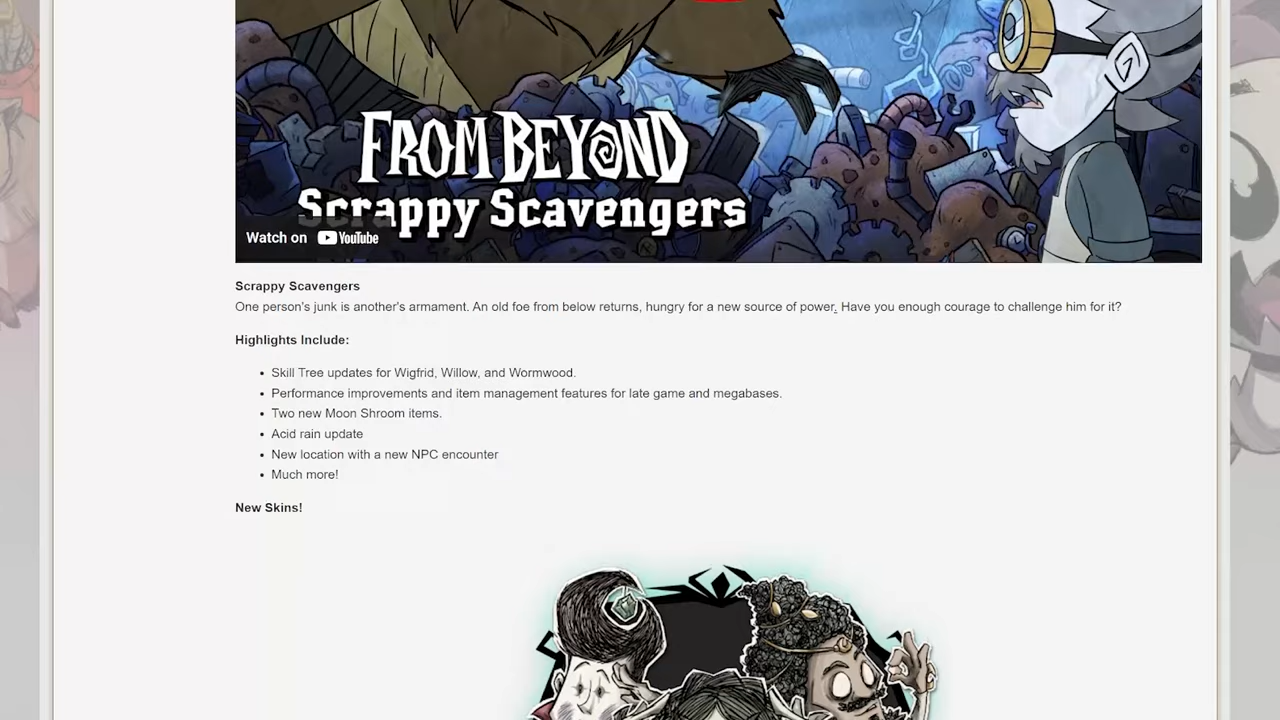 FROM BEYOND
Scrappy Scavengers
Watch on YouTube
Scrappy Scavengers
One person's junk is another's armament. An old foe from below returns, hungry for a new source of power. Have you enough courage to challenge him for it?
Highlights Include:
• Skill Tree updates for Wigfrid, Willow, and Wormwood.
• Performance improvements and item management features for late game and megabases.
• Two new Moon Shroom items.
• Acid rain update
• New location with a new NPC encounter
• Much more!
New Skins!